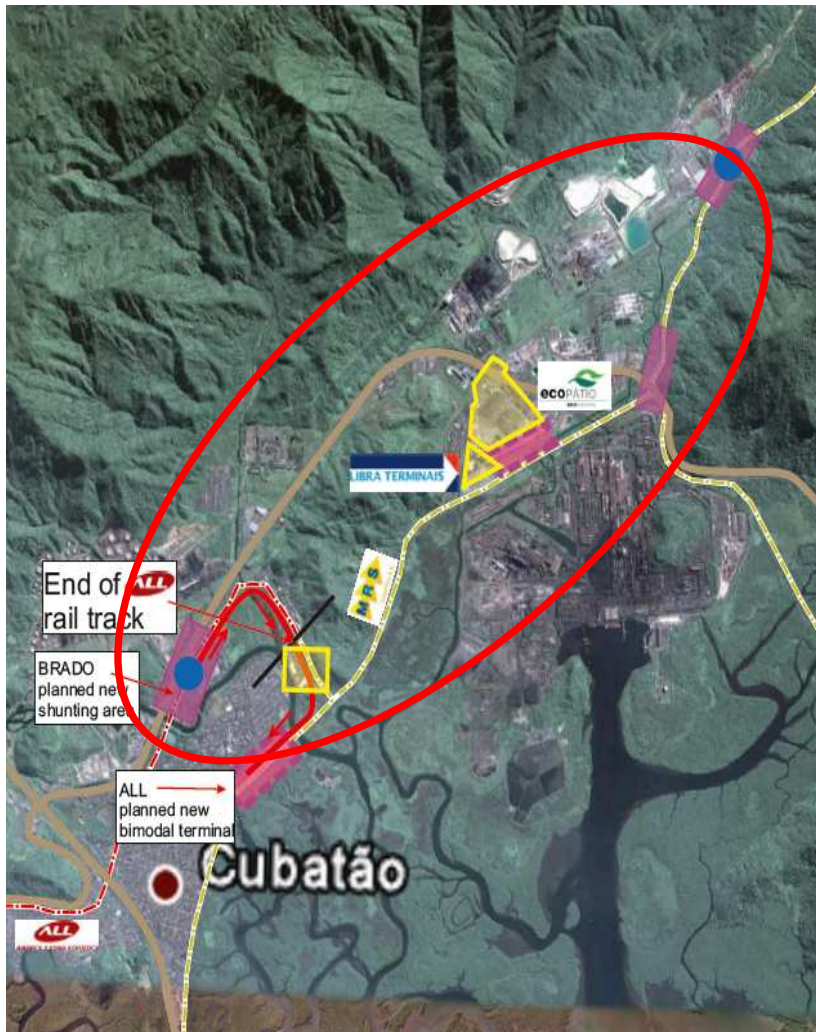 ecoPÁTIO
LIBRA TERMINAIS
MRS
End of ALL
rail track
BRADO
planned new
shunting area
ALL
planned new
bimodal terminal
Cubatão
ALL